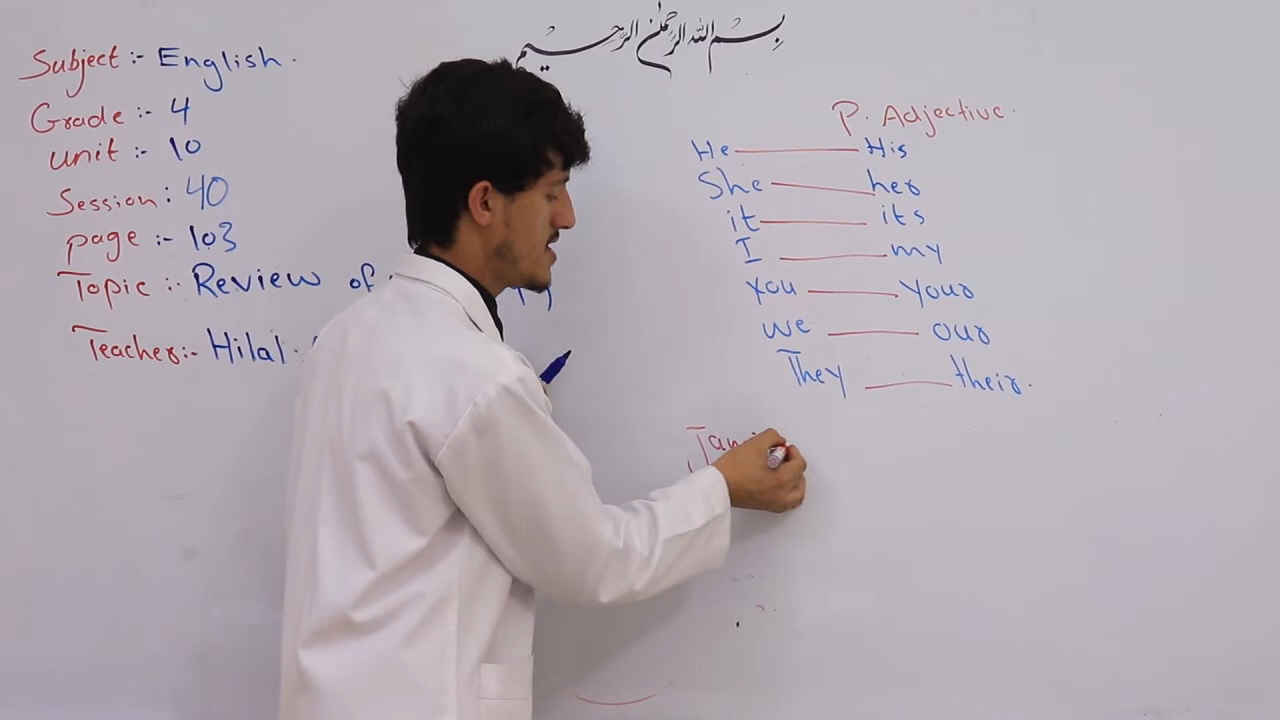 بسم الله الرحمن الرحيم
Subject :- English.
Grade :- 4
unit :- 10
Session : 40
page :- 103
Topic :- Review of
Teacher:- Hilal
P. Adjective.
He — His
She — her
it — its
I — my
you — your
we — our
They — their.